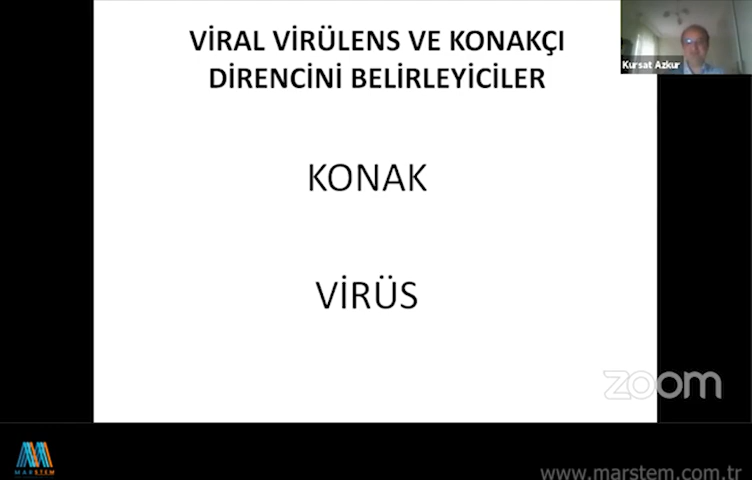 VİRAL VİRÜLENS VE KONAKÇI
DİRENCİNİ BELİRLEYİCİLER
Kursat Azkur
KONAK
VİRÜS
zoom
MARSTEM
www.marstem.com.tr